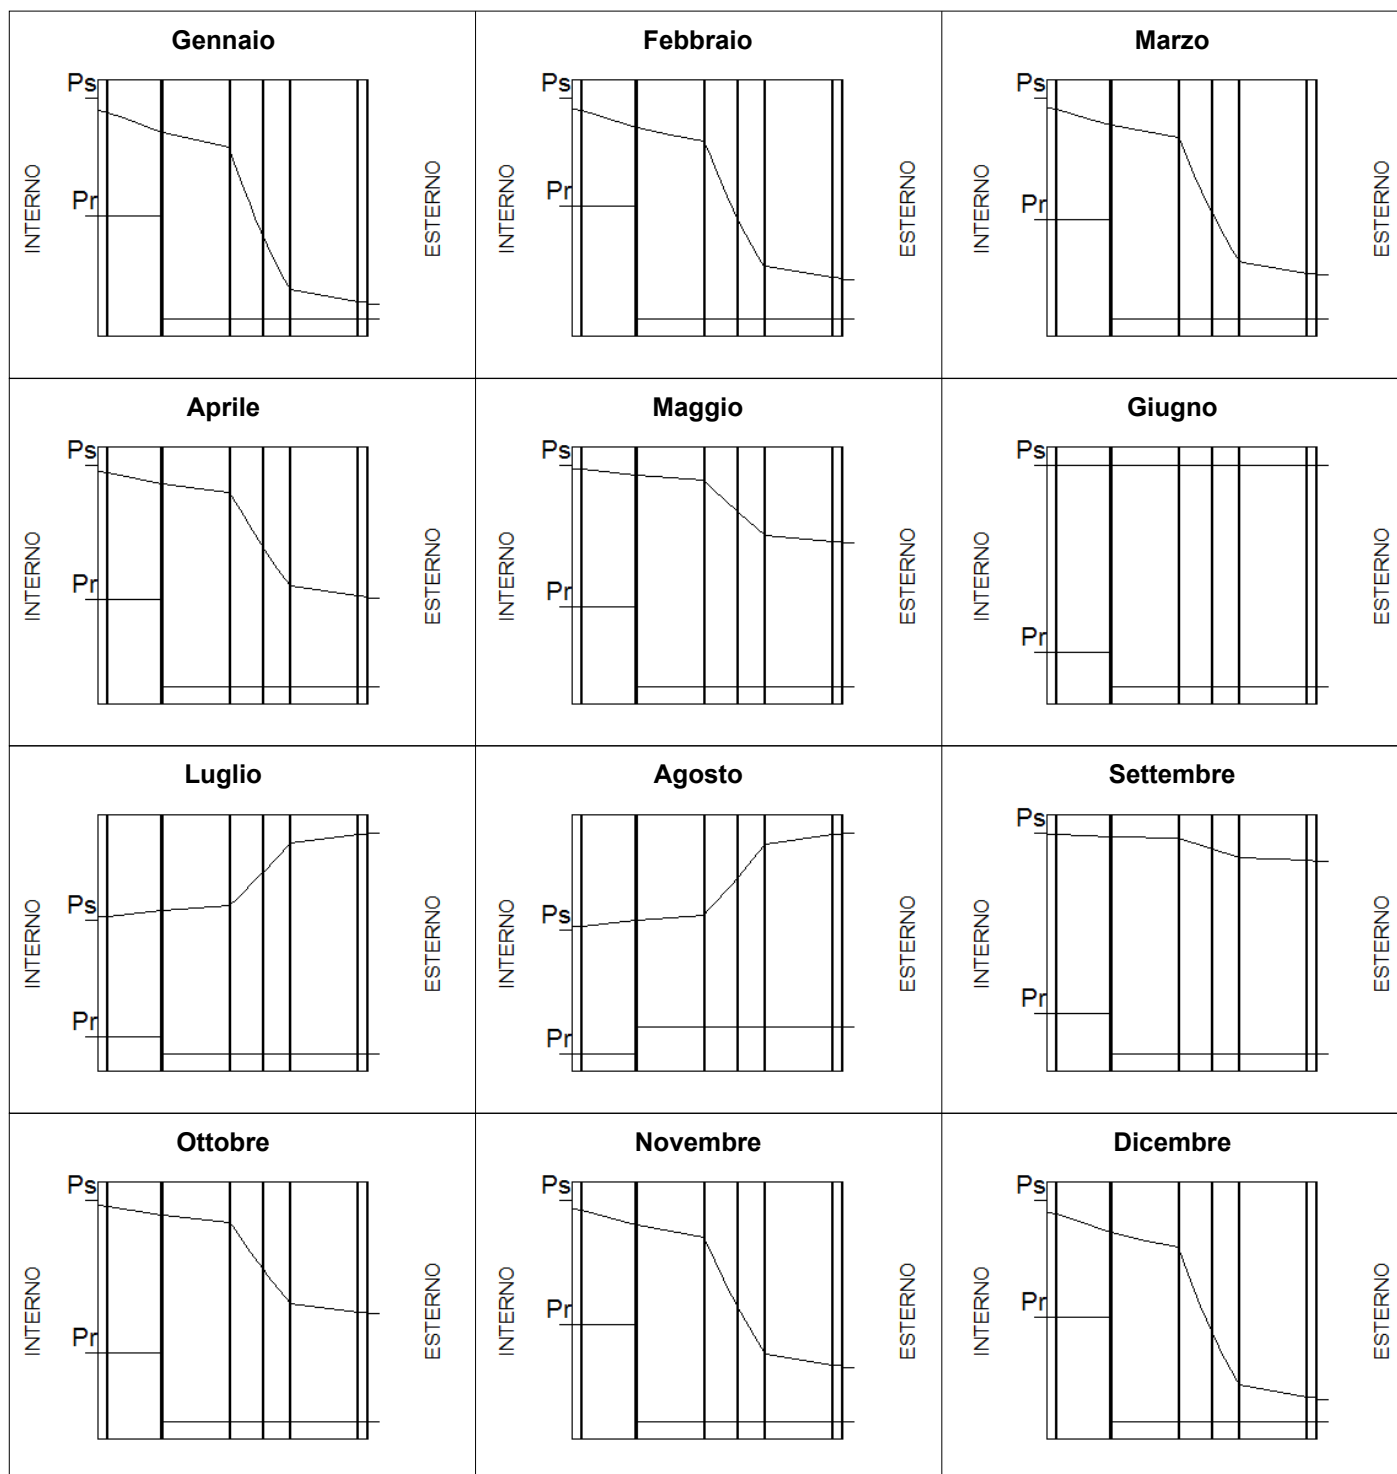 Gennaio
Febbraio
Marzo
Ps
Pr
INTERNO
ESTERNO
Ps
Pr
INTERNO
ESTERNO
Ps
Pr
INTERNO
ESTERNO
Aprile
Maggio
Giugno
Ps
Pr
INTERNO
ESTERNO
Ps
Pr
INTERNO
ESTERNO
Ps
Pr
INTERNO
ESTERNO
Luglio
Agosto
Settembre
Ps
Pr
INTERNO
ESTERNO
Ps
Pr
INTERNO
ESTERNO
Ps
Pr
INTERNO
ESTERNO
Ottobre
Novembre
Dicembre
Ps
Pr
INTERNO
ESTERNO
Ps
Pr
INTERNO
ESTERNO
Ps
Pr
INTERNO
ESTERNO